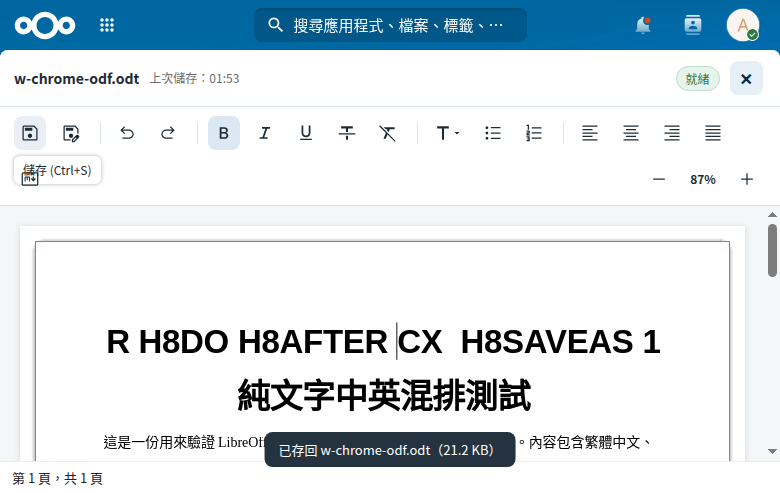 搜尋應用程式、檔案、標籤、…
A
w-chrome-odf.odt 上次儲存：01:53 就緒
B I U T T T
儲存 (Ctrl+S)
87%
R H8DO H8AFTER CX H8SAVEAS 1
純文字中英混排測試
這是一份用來驗證 LibreOf 。內容包含繁體中文、
已存回 w-chrome-odf.odt（21.2 KB）
第 1 頁，共 1 頁